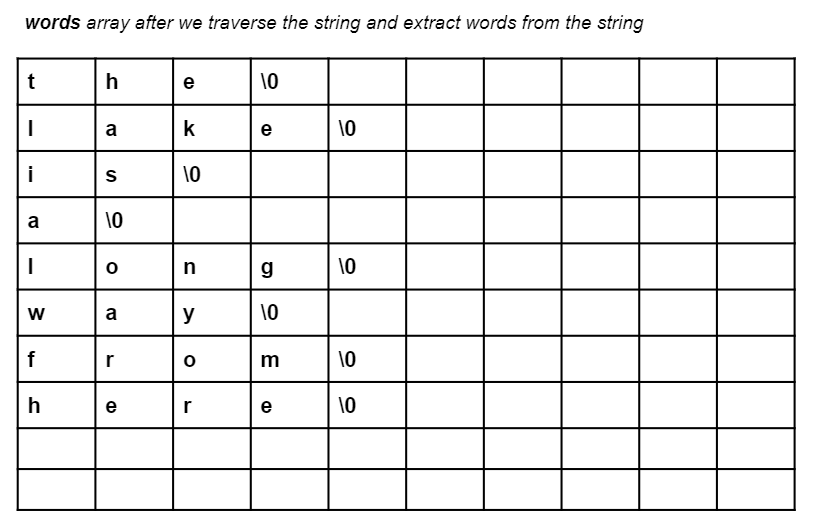 words array after we traverse the string and extract words from the string
t h e \0
l a k e \0
i s \0
a \0
l o n g \0
w a y \0
f r o m \0
h e r e \0